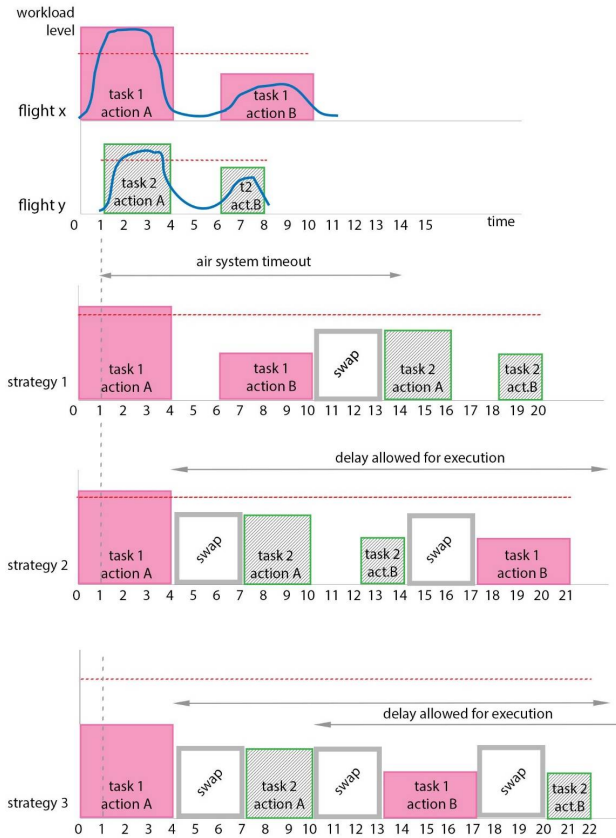 workload
level
task 1
action A
task 1
action B
flight x
task 2
action A
t2
act.B
flight y
0 1 2 3 4 5 6 7 8 9 10 11 12 13 14 15
time
air system timeout
task 1
action A
task 1
action B
swap
task 2
action A
task 2
act.B
strategy 1
0 1 2 3 4 5 6 7 8 9 10 11 12 13 14 15 16 17 18 19 20
delay allowed for execution
task 1
action A
swap
task 2
action A
task 2
act.B
swap
task 1
action B
strategy 2
0 1 2 3 4 5 6 7 8 9 10 11 12 13 14 15 16 17 18 19 20 21
delay allowed for execution
task 1
action A
swap
task 2
action A
swap
task 1
action B
swap
task 2
act.B
strategy 3
0 1 2 3 4 5 6 7 8 9 10 11 12 13 14 15 16 17 18 19 20 21 22